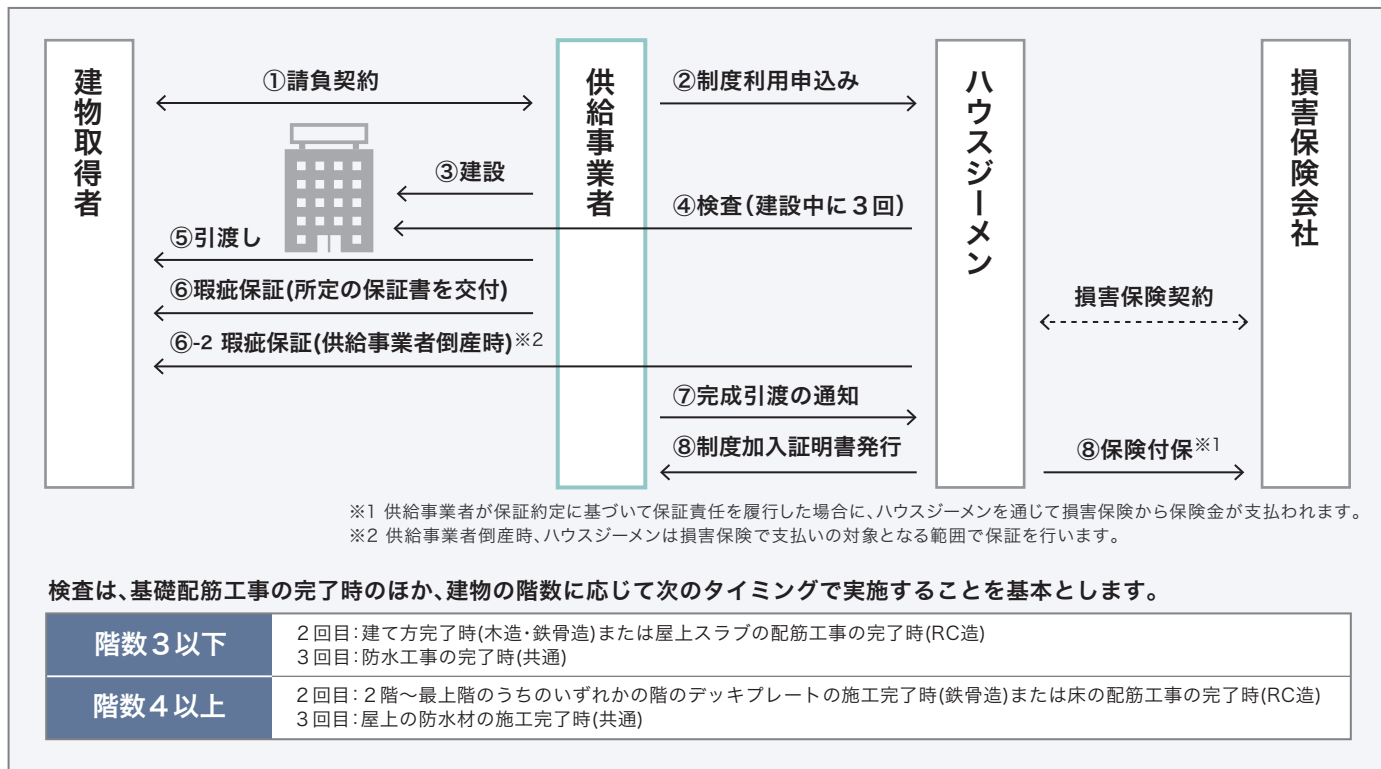 建物取得者
供給事業者
ハウスジーメン
損害保険会社
①請負契約
②制度利用申込み
③建設
④検査(建設中に3回)
⑤引渡し
⑥瑕疵保証(所定の保証書を交付)
損害保険契約
⑥-2 瑕疵保証(供給事業者倒産時)※2
⑦完成引渡の通知
⑧制度加入証明書発行
⑧保険付保※1
※1 供給事業者が保証約定に基づいて保証責任を履行した場合に、ハウスジーメンを通じて損害保険から保険金が支払われます。
※2 供給事業者倒産時、ハウスジーメンは損害保険で支払いの対象となる範囲で保証を行います。
検査は、基礎配筋工事の完了時のほか、建物の階数に応じて次のタイミングで実施することを基本とします。
階数3以下
2回目:建て方完了時(木造・鉄骨造)または屋上スラブの配筋工事の完了時(RC造)
3回目:防水工事の完了時(共通)
階数4以上
2回目:2階〜最上階のうちのいずれかの階のデッキプレートの施工完了時(鉄骨造)または床の配筋工事の完了時(RC造)
3回目:屋上の防水材の施工完了時(共通)